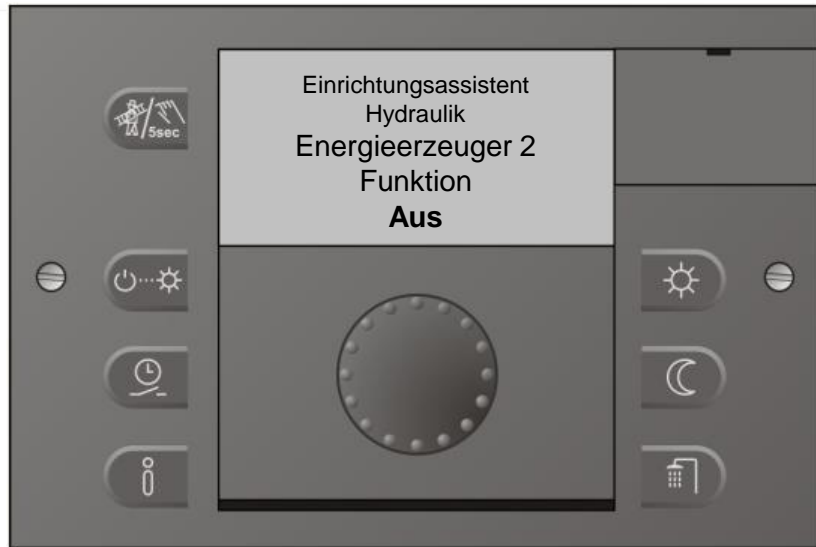 5sec
Einrichtungsassistent
Hydraulik
Energieerzeuger 2
Funktion
Aus